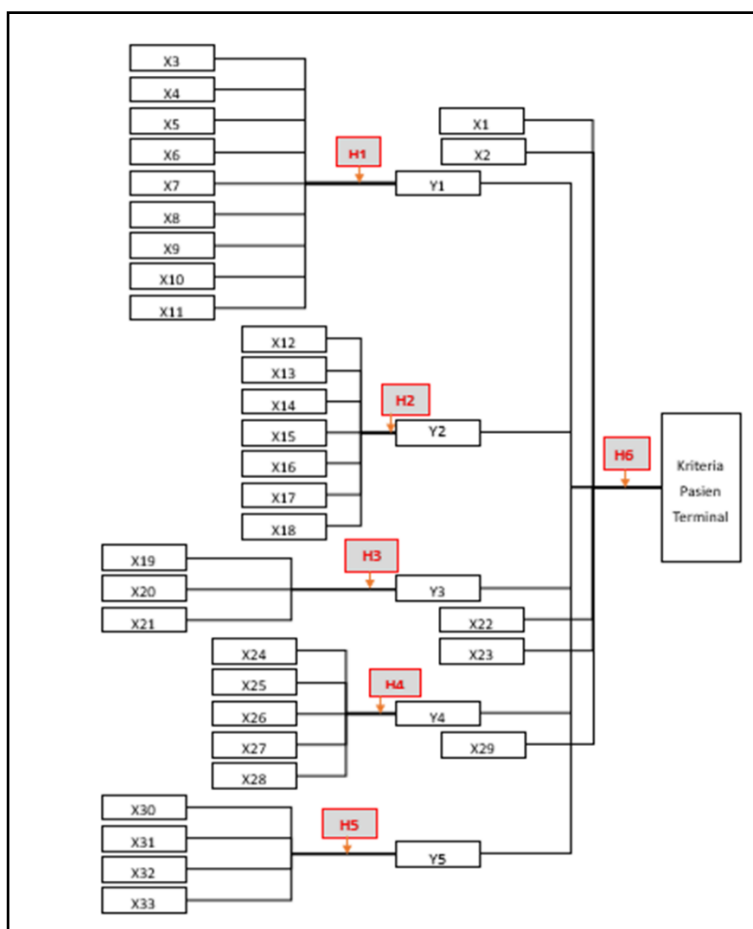 X3
X4
X5
X6
X7
X8
X9
X10
X11
H1
Y1
X1
X2
X12
X13
X14
X15
X16
X17
X18
H2
Y2
H6
Kriteria
Pasien
Terminal
X19
X20
X21
H3
Y3
X22
X23
X24
X25
X26
X27
X28
H4
Y4
X29
X30
X31
X32
X33
H5
Y5